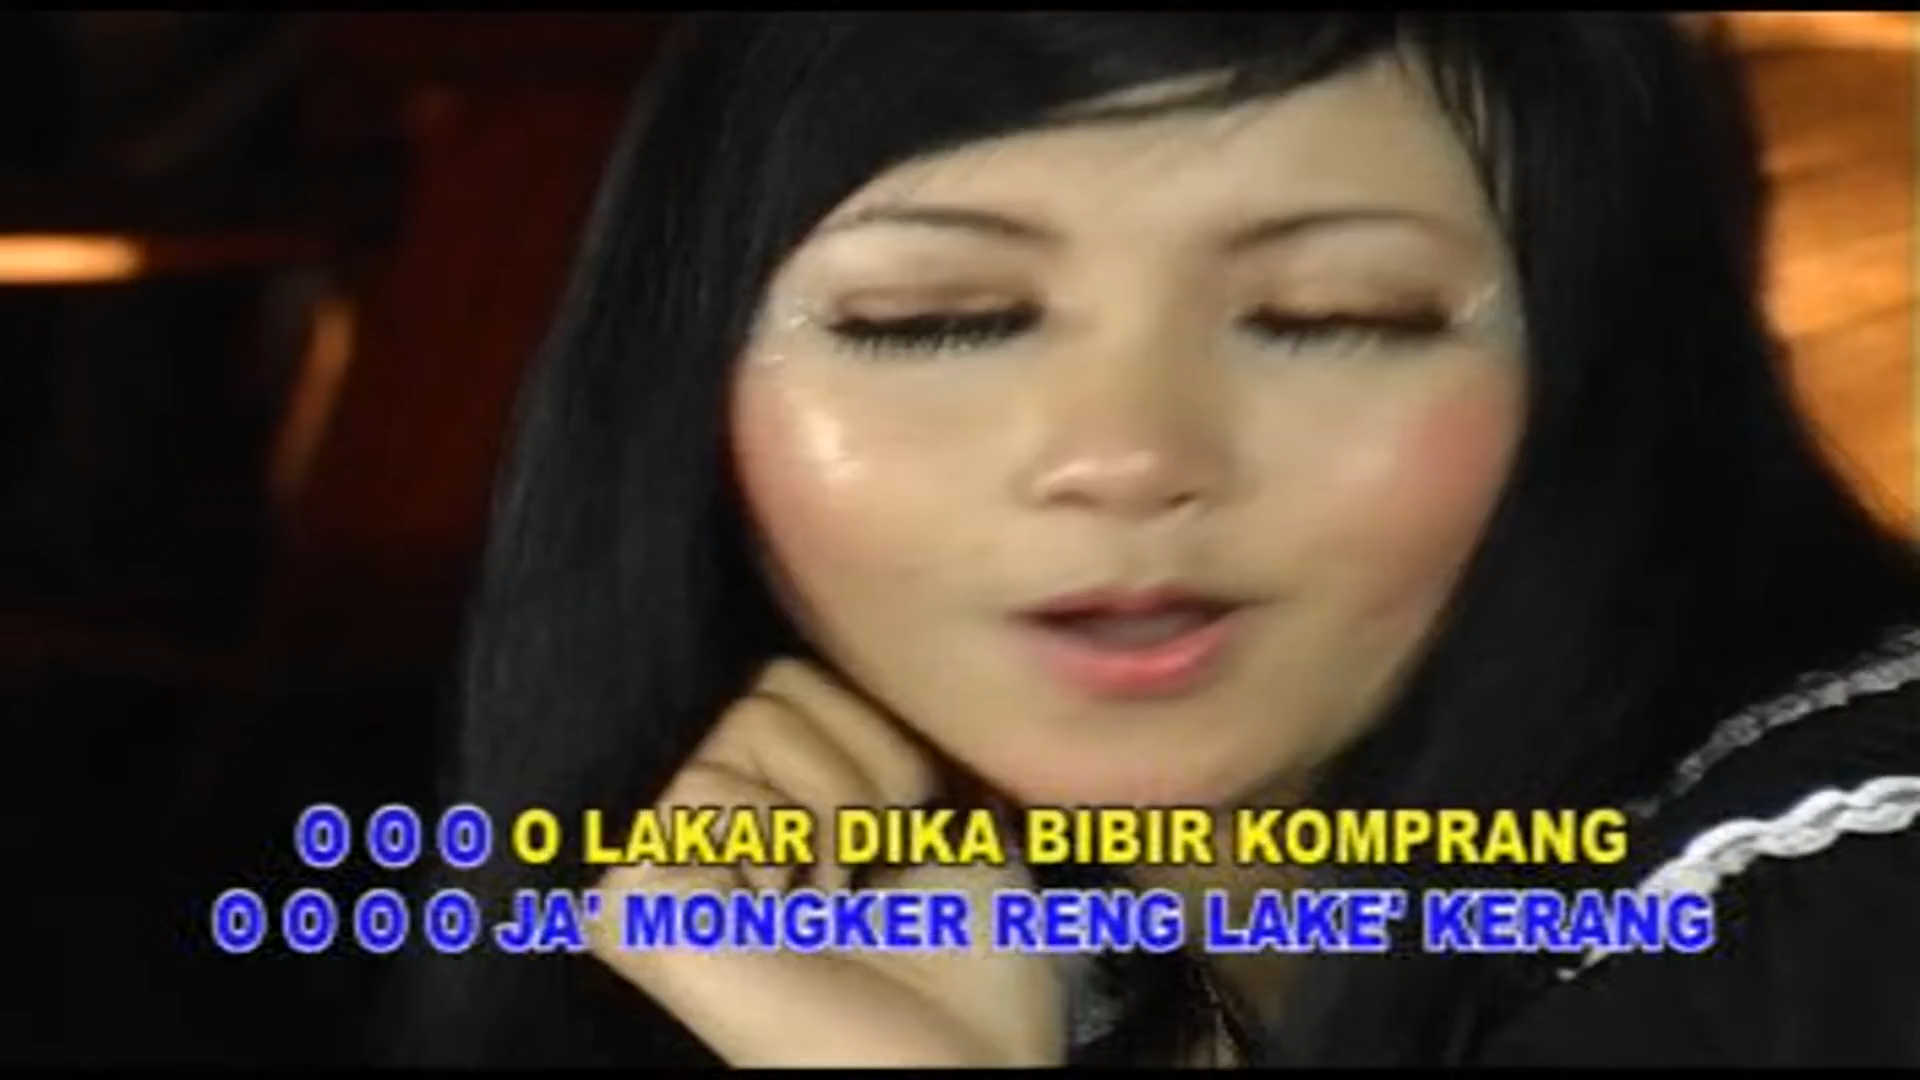 O O O O LAKAR DIKA BIBIR KOMPRANG
O O O O JA' MONGKER RENG LAKE' KERANG